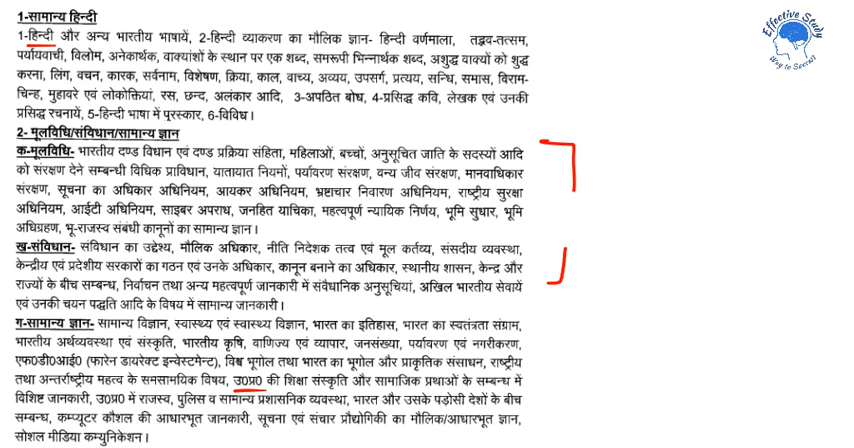 1-सामान्य हिन्दी
1-हिन्दी और अन्य भारतीय भाषायें, 2-हिन्दी व्याकरण का मौलिक ज्ञान- हिन्दी वर्णमाला, तद्भव-तत्सम,
पर्यायवाची, विलोम, अनेकार्थक, वाक्यांशों के स्थान पर एक शब्द, समरूपी भिन्नार्थक शब्द, अशुद्ध वाक्यों को शुद्ध
करना, लिंग, वचन, कारक, सर्वनाम, विशेषण, क्रिया, काल, वाच्य, अव्यय, उपसर्ग, प्रत्यय, सन्धि, समास, विराम-
चिन्ह, मुहावरे एवं लोकोक्तियां, रस, छन्द, अलंकार आदि, 3-अपठित बोध, 4-प्रसिद्ध कवि, लेखक एवं उनकी
प्रसिद्ध रचनायें, 5-हिन्दी भाषा में पुरस्कार, 6-विविध।
2- मूलविधि/संविधान/सामान्य ज्ञान
क-मूलविधि- भारतीय दण्ड विधान एवं दण्ड प्रक्रिया संहिता, महिलाओं, बच्चों, अनुसूचित जाति के सदस्यों आदि
को संरक्षण देने सम्बन्धी विधिक प्राविधान, यातायात नियमों, पर्यावरण संरक्षण, वन्य जीव संरक्षण, मानवाधिकार
संरक्षण, सूचना का अधिकार अधिनियम, आयकर अधिनियम, भ्रष्टाचार निवारण अधिनियम, राष्ट्रीय सुरक्षा
अधिनियम, आईटी अधिनियम, साइबर अपराध, जनहित याचिका, महत्वपूर्ण न्यायिक निर्णय, भूमि सुधार, भूमि
अधिग्रहण, भू-राजस्व संबंधी कानूनों का सामान्य ज्ञान।
ख-संविधान- संविधान का उद्देश्य, मौलिक अधिकार, नीति निदेशक तत्व एवं मूल कर्तव्य, संसदीय व्यवस्था,
केन्द्रीय एवं प्रदेशीय सरकारों का गठन एवं उनके अधिकार, कानून बनाने का अधिकार, स्थानीय शासन, केन्द्र और
राज्यों के बीच सम्बन्ध, निर्वाचन तथा अन्य महत्वपूर्ण जानकारी में संवैधानिक अनुसूचियां, अखिल भारतीय सेवायें
एवं उनकी चयन पद्धति आदि के विषय में सामान्य जानकारी।
ग-सामान्य ज्ञान- सामान्य विज्ञान, स्वास्थ्य एवं स्वास्थ्य विज्ञान, भारत का इतिहास, भारत का स्वतंत्रता संग्राम,
भारतीय अर्थव्यवस्था एवं संस्कृति, भारतीय कृषि, वाणिज्य एवं व्यापार, जनसंख्या, पर्यावरण एवं नगरीकरण,
एफ0डी0आई0 (फारेन डायरेक्ट इन्वेस्टमेन्ट), विश्व भूगोल तथा भारत का भूगोल और प्राकृतिक संसाधन, राष्ट्रीय
तथा अन्तर्राष्ट्रीय महत्व के समसामयिक विषय, उ0प्र0 की शिक्षा संस्कृति और सामाजिक प्रथाओं के सम्बन्ध में
विशिष्ट जानकारी, उ0प्र0 में राजस्व, पुलिस व सामान्य प्रशासनिक व्यवस्था, भारत और उसके पड़ोसी देशों के बीच
सम्बन्ध, कम्प्यूटर कौशल की आधारभूत जानकारी, सूचना एवं संचार प्रौद्योगिकी का मौलिक/आधारभूत ज्ञान,
सोशल मीडिया कम्युनिकेशन।
Effective Study
Way to Success